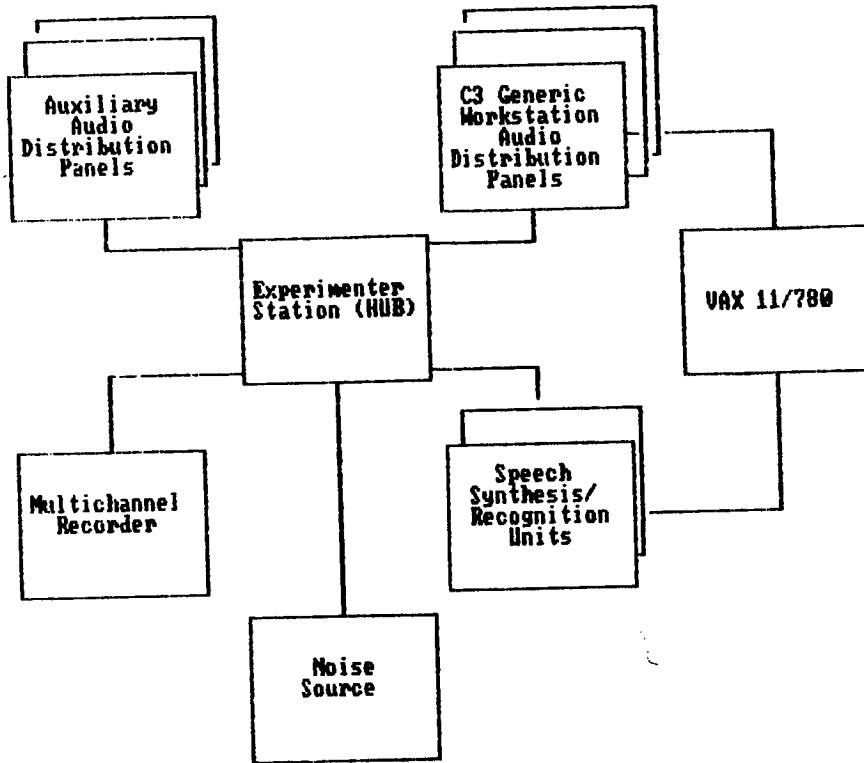 Auxiliary
Audio
Distribution
Panels
C3 Generic
Workstation
Audio
Distribution
Panels
Experimenter
Station (HUB)
VAX 11/780
Multichannel
Recorder
Speech
Synthesis/
Recognition
Units
Noise
Source